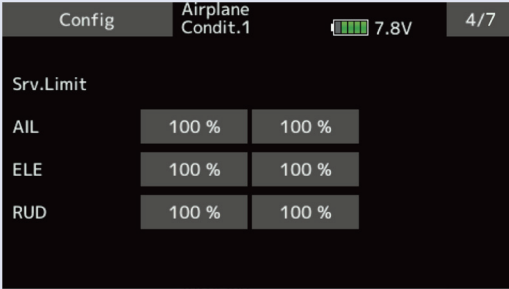 Config
Airplane
Condit.1
7.8V
4/7
Srv.Limit
AIL 100 % 100 %
ELE 100 % 100 %
RUD 100 % 100 %